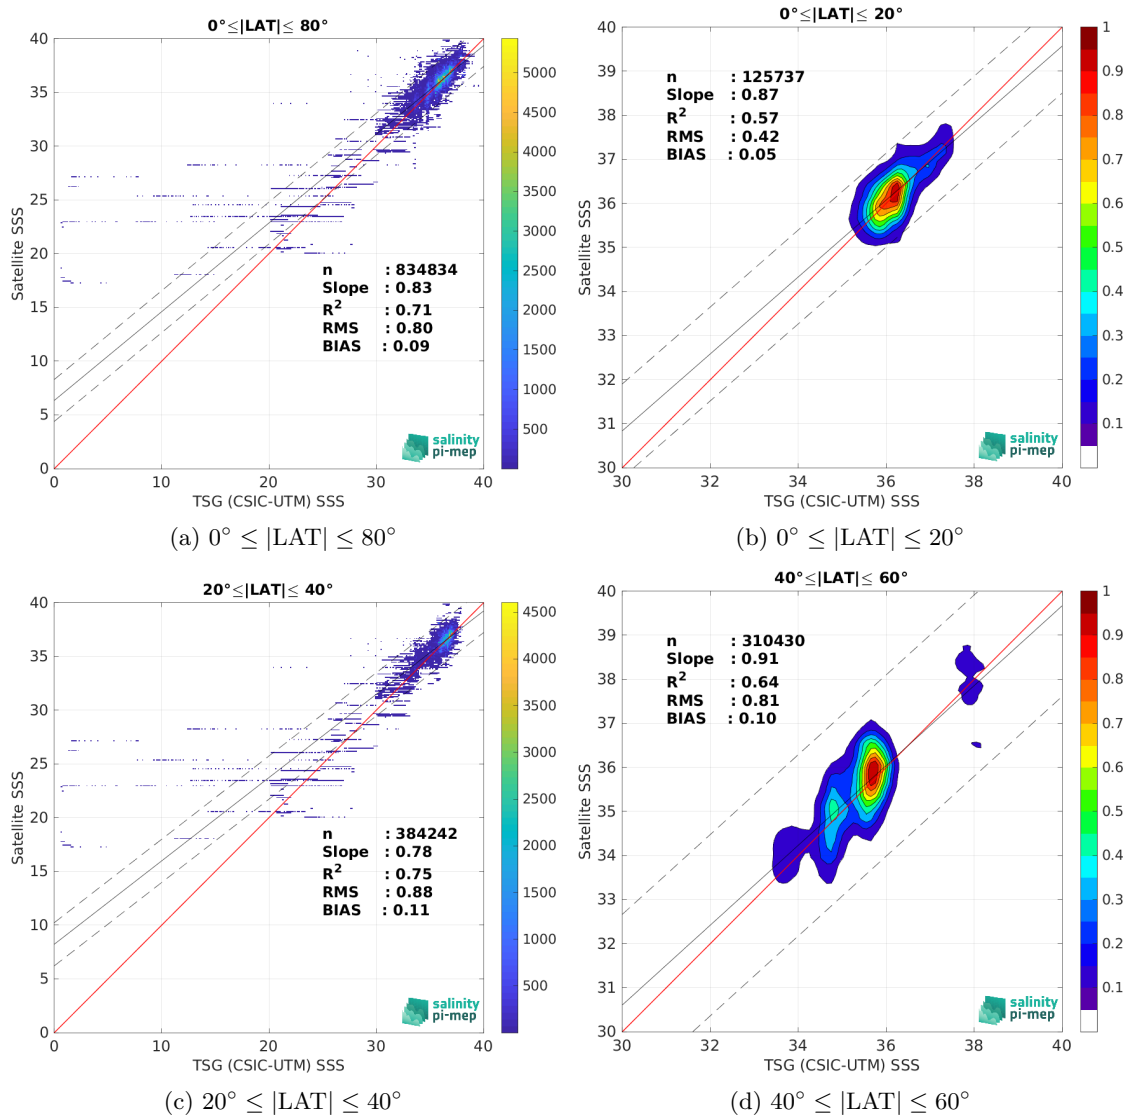 0°≤|LAT|≤ 80°
40
35
30
25
20
15
10
5
0
Satellite SSS
n : 834834
Slope : 0.83
R² : 0.71
RMS : 0.80
BIAS : 0.09
salinity
pi-mep
0 10 20 30 40
TSG (CSIC-UTM) SSS
5000
4500
4000
3500
3000
2500
2000
1500
1000
500
(a) 0° ≤ |LAT| ≤ 80°
0°≤|LAT|≤ 20°
40
39
38
37
36
35
34
33
32
31
30
Satellite SSS
n : 125737
Slope : 0.87
R² : 0.57
RMS : 0.42
BIAS : 0.05
salinity
pi-mep
30 32 34 36 38 40
TSG (CSIC-UTM) SSS
1
0.9
0.8
0.7
0.6
0.5
0.4
0.3
0.2
0.1
(b) 0° ≤ |LAT| ≤ 20°
20°≤|LAT|≤ 40°
40
35
30
25
20
15
10
5
0
Satellite SSS
n : 384242
Slope : 0.78
R² : 0.75
RMS : 0.88
BIAS : 0.11
salinity
pi-mep
0 10 20 30 40
TSG (CSIC-UTM) SSS
4500
4000
3500
3000
2500
2000
1500
1000
500
(c) 20° ≤ |LAT| ≤ 40°
40°≤|LAT|≤ 60°
40
39
38
37
36
35
34
33
32
31
30
Satellite SSS
n : 310430
Slope : 0.91
R² : 0.64
RMS : 0.81
BIAS : 0.10
salinity
pi-mep
30 32 34 36 38 40
TSG (CSIC-UTM) SSS
1
0.9
0.8
0.7
0.6
0.5
0.4
0.3
0.2
0.1
(d) 40° ≤ |LAT| ≤ 60°